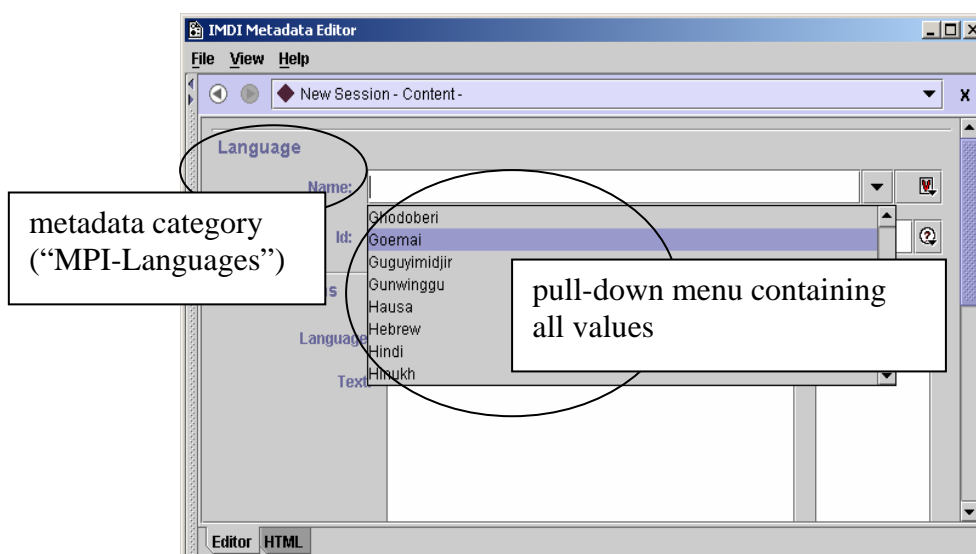 IMDI Metadata Editor
File View Help
New Session - Content -
x
Language
Name:
metadata category
(“MPI-Languages”)
Ghodoberi
Id:
Goemai
Guguyimidjir
s
Gunwinggu
pull-down menu containing
all values
Hausa
Language
Hebrew
Hindi
Text
Hinukh
Editor HTML